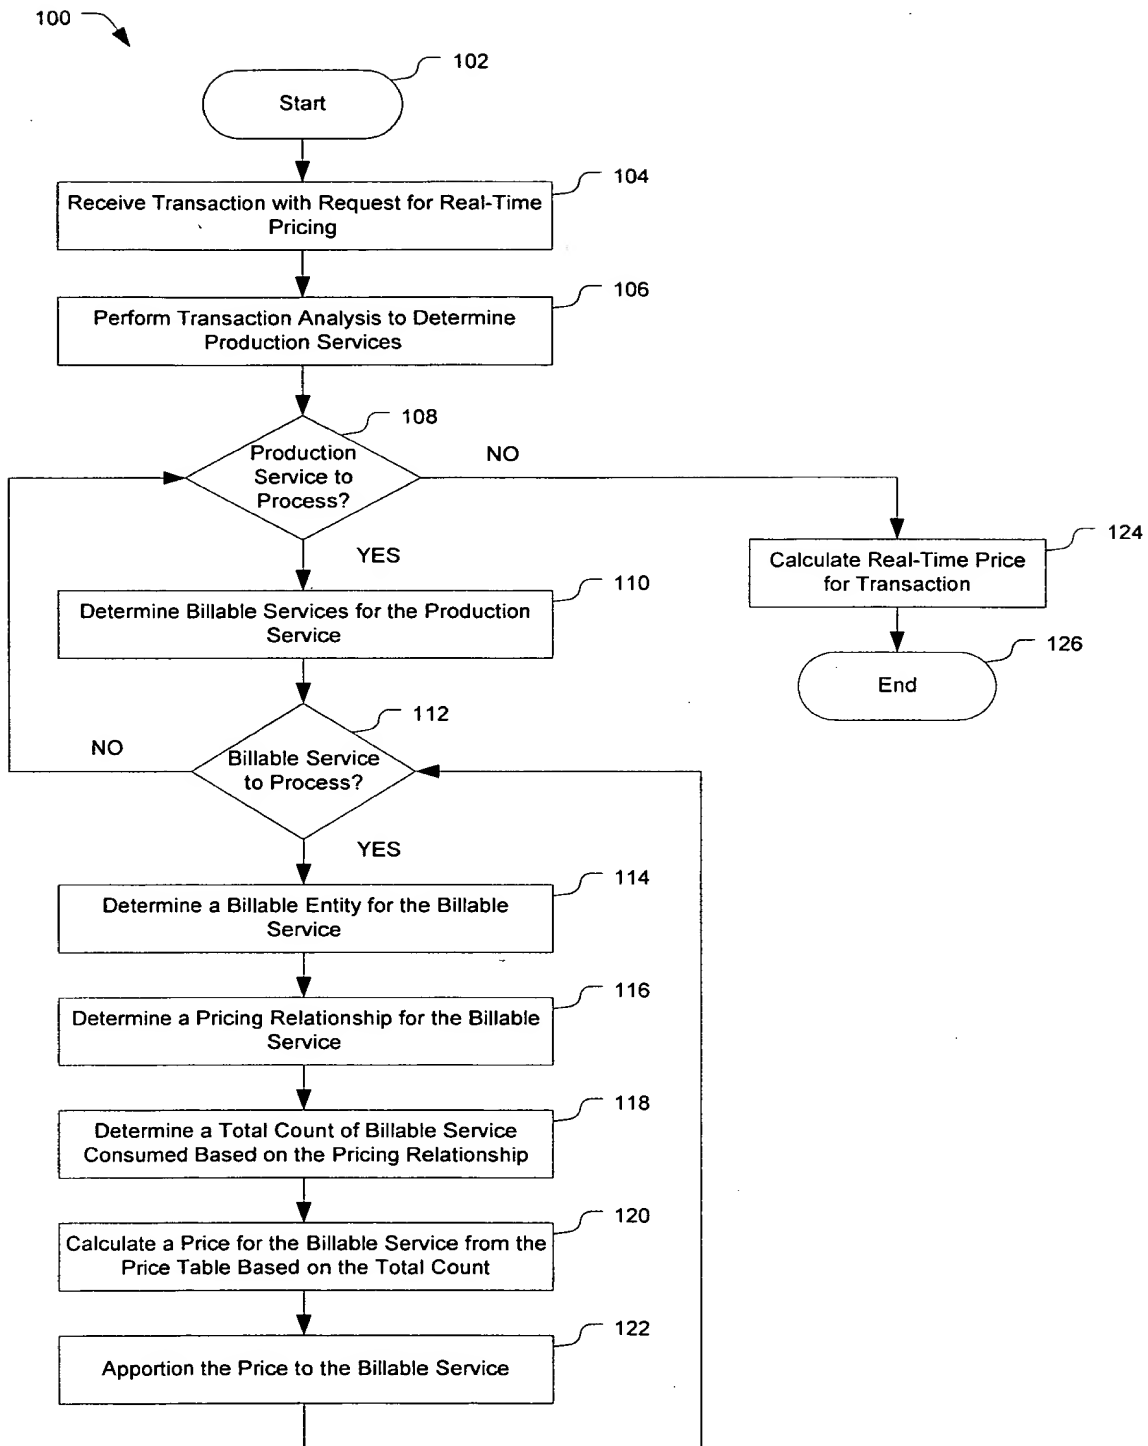 100
102
Start
104
Receive Transaction with Request for Real-Time
Pricing
106
Perform Transaction Analysis to Determine
Production Services
108
Production
Service to
Process?
NO
YES
124
Calculate Real-Time Price
for Transaction
110
Determine Billable Services for the Production
Service
126
End
112
Billable Service
to Process?
NO
YES
114
Determine a Billable Entity for the Billable
Service
116
Determine a Pricing Relationship for the Billable
Service
118
Determine a Total Count of Billable Service
Consumed Based on the Pricing Relationship
120
Calculate a Price for the Billable Service from the
Price Table Based on the Total Count
122
Apportion the Price to the Billable Service